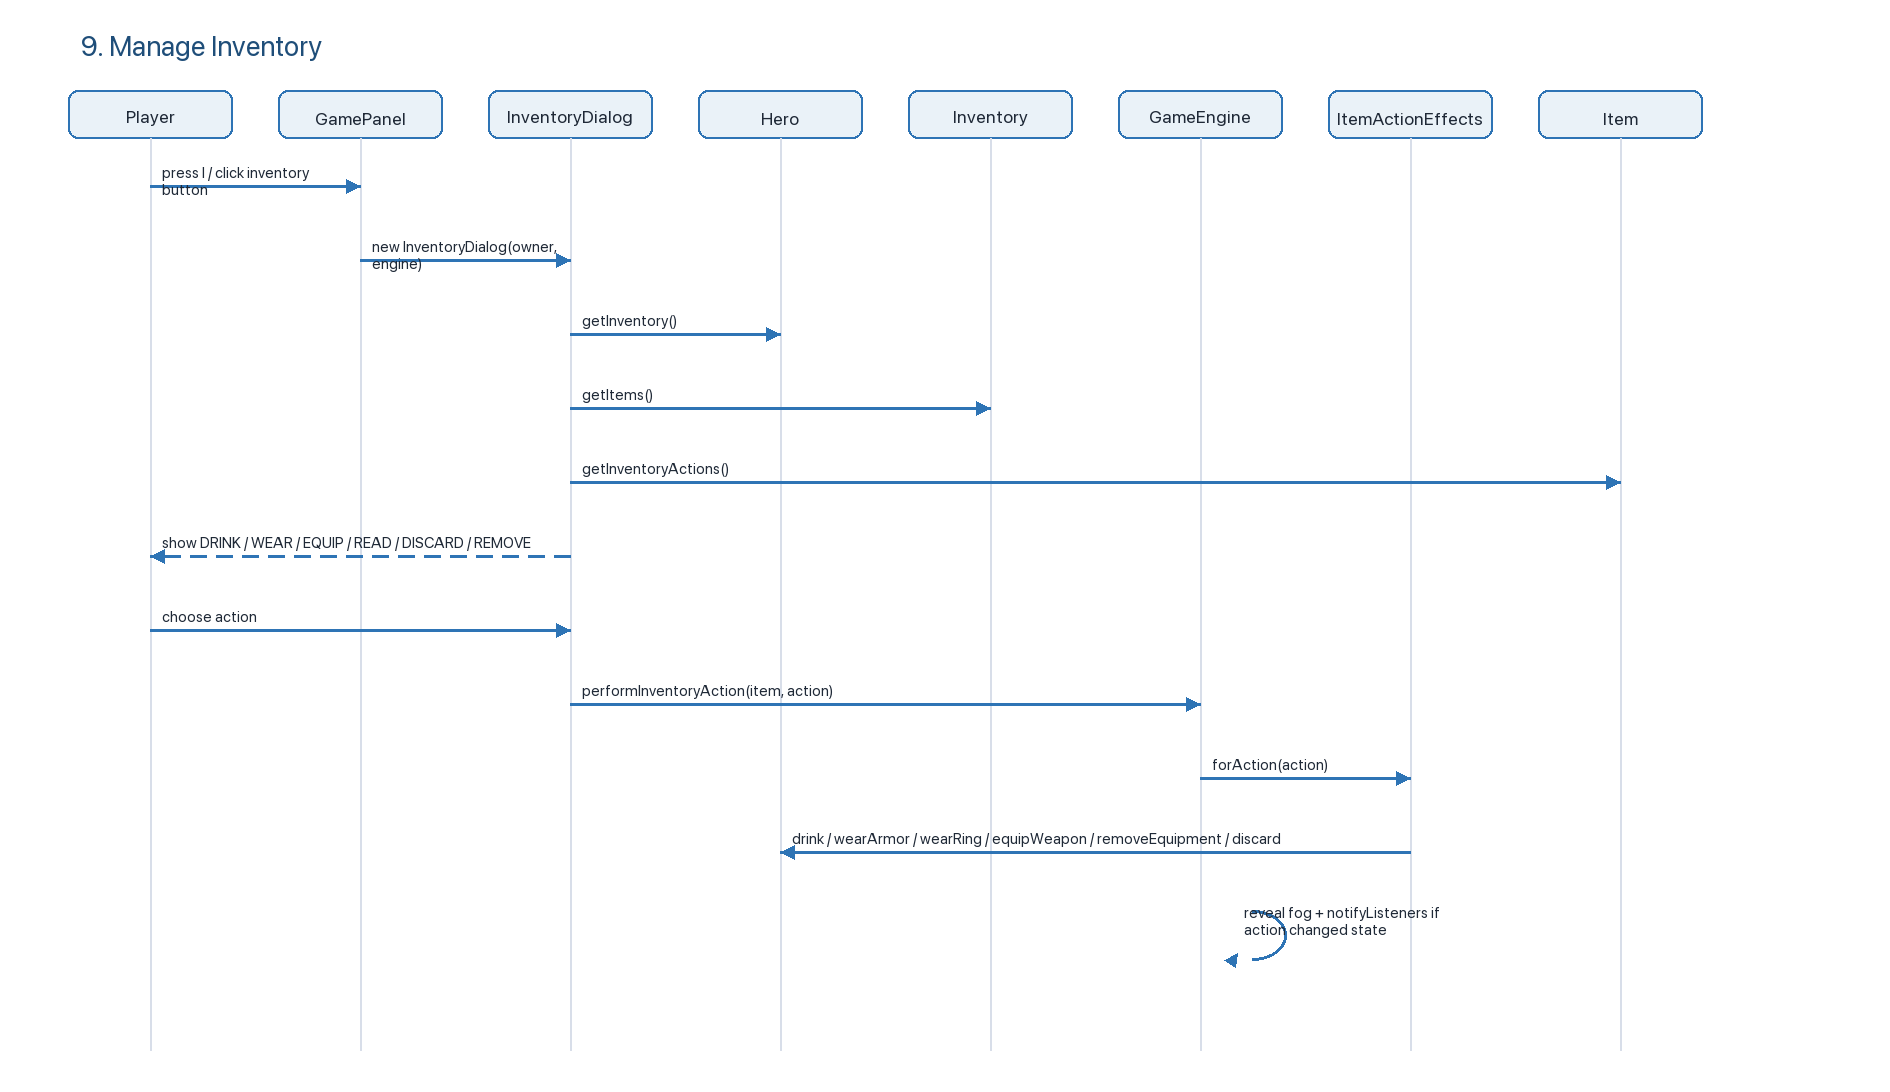 9. Manage Inventory
Player
GamePanel
InventoryDialog
Hero
Inventory
GameEngine
ItemActionEffects
Item
press I / click inventory
button
new InventoryDialog(owner,
engine)
getInventory()
getItems()
getInventoryActions()
show DRINK / WEAR / EQUIP / READ / DISCARD / REMOVE
choose action
performInventoryAction(item, action)
forAction(action)
drink / wearArmor / wearRing / equipWeapon / removeEquipment / discard
reveal fog + notifyListeners if
action changed state